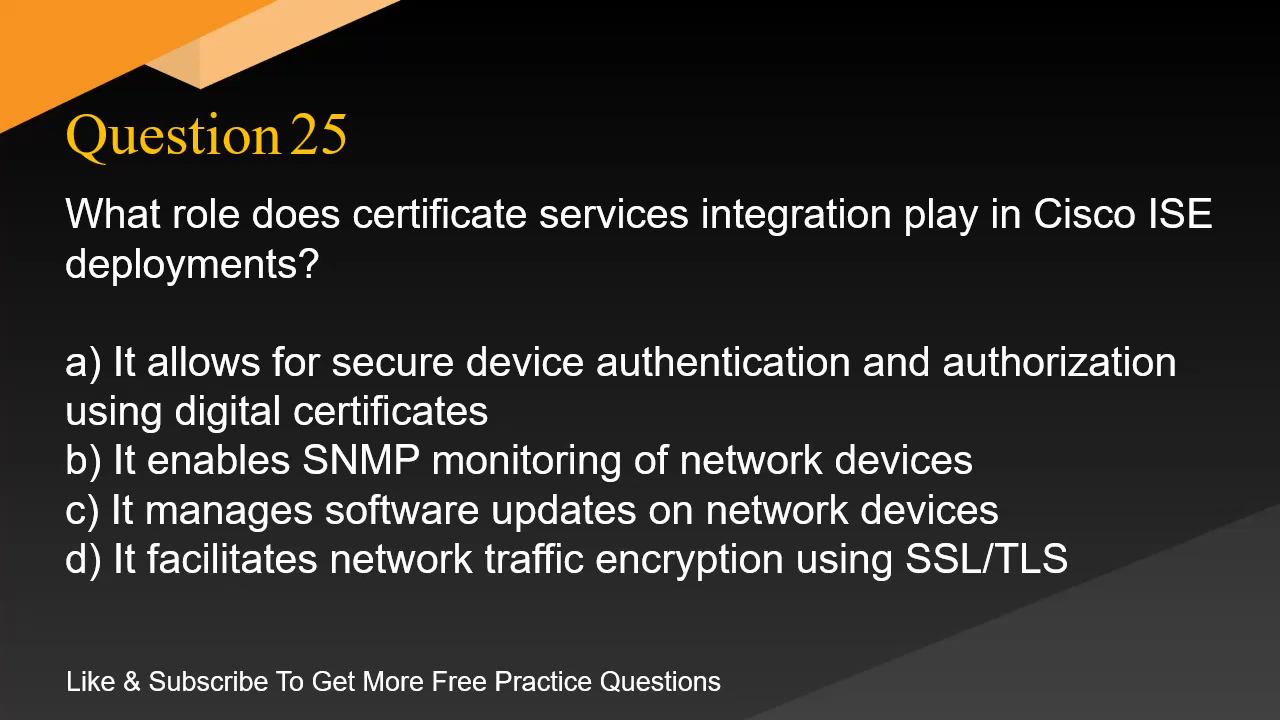 Question 25
What role does certificate services integration play in Cisco ISE
deployments?
a) It allows for secure device authentication and authorization
using digital certificates
b) It enables SNMP monitoring of network devices
c) It manages software updates on network devices
d) It facilitates network traffic encryption using SSL/TLS
Like & Subscribe To Get More Free Practice Questions